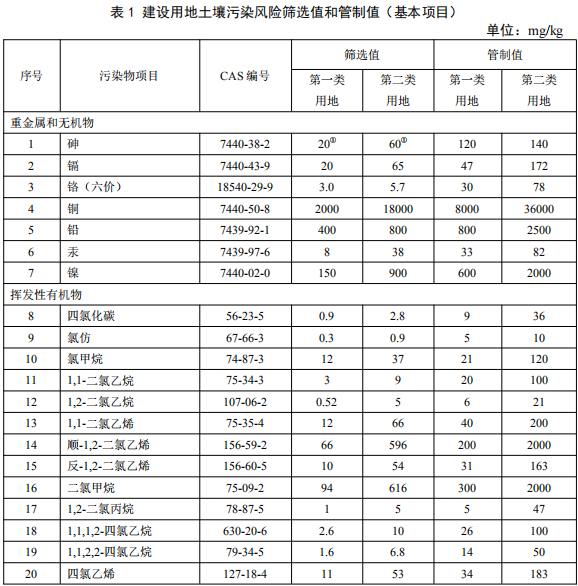 表 1 建设用地土壤污染风险筛选值和管制值（基本项目）
单位：mg/kg
序号 污染物项目 CAS 编号 筛选值 管制值
第一类用地 第二类用地 第一类用地 第二类用地
重金属和无机物
1 砷 7440-38-2 20① 60① 120 140
2 镉 7440-43-9 20 65 47 172
3 铬（六价） 18540-29-9 3.0 5.7 30 78
4 铜 7440-50-8 2000 18000 8000 36000
5 铅 7439-92-1 400 800 800 2500
6 汞 7439-97-6 8 38 33 82
7 镍 7440-02-0 150 900 600 2000
挥发性有机物
8 四氯化碳 56-23-5 0.9 2.8 9 36
9 氯仿 67-66-3 0.3 0.9 5 10
10 氯甲烷 74-87-3 12 37 21 120
11 1,1-二氯乙烷 75-34-3 3 9 20 100
12 1,2-二氯乙烷 107-06-2 0.52 5 6 21
13 1,1-二氯乙烯 75-35-4 12 66 40 200
14 顺-1,2-二氯乙烯 156-59-2 66 596 200 2000
15 反-1,2-二氯乙烯 156-60-5 10 54 31 163
16 二氯甲烷 75-09-2 94 616 300 2000
17 1,2-二氯丙烷 78-87-5 1 5 5 47
18 1,1,1,2-四氯乙烷 630-20-6 2.6 10 26 100
19 1,1,2,2-四氯乙烷 79-34-5 1.6 6.8 14 50
20 四氯乙烯 127-18-4 11 53 34 183